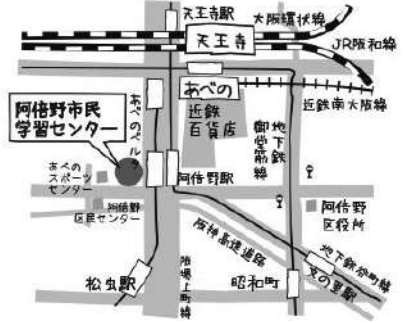 天王寺駅
大阪環状線
天王寺
JR阪和線
あべの
近鉄南大阪線
近鉄
百貨店
阿倍野市民
学習センター
あべのベルタ
地下鉄
御堂筋線
あべの
スポーツ
センター
阿倍野駅
阿倍野
区民センター
阿倍野
区役所
阪神高速道路
地下鉄谷町線
文の里駅
松虫駅
阪堺上町線
昭和町